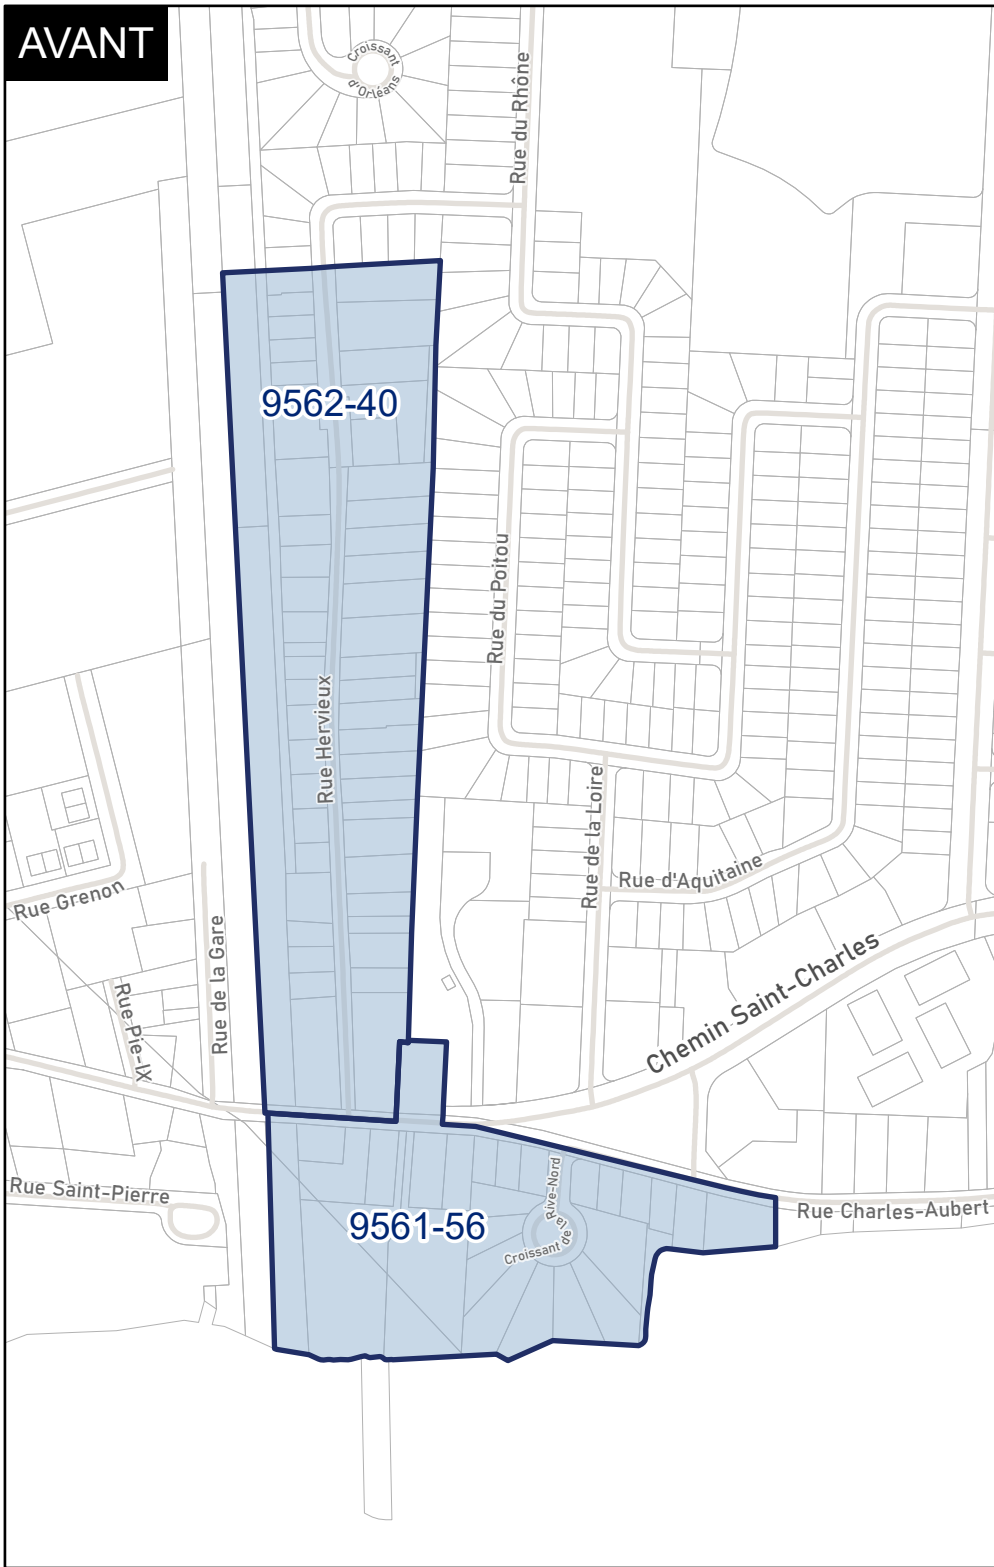 AVANT
Croissant
d'Orléans
Rue du Rhône
9562-40
Rue du Poitou
Rue Hervieux
Rue de la Loire
Rue d'Aquitaine
Rue Grenon
Rue de la Gare
Chemin Saint-Charles
Rue Pie-IX
Rue Saint-Pierre
9561-56
Croissant de la
Rive-Nord
Rue Charles-Aubert